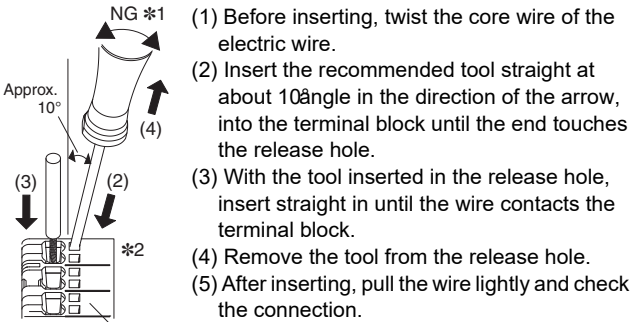 NG ✻1
Approx.
10°
(4)
(3)
(2)
✻2
(1) Before inserting, twist the core wire of the
electric wire.
(2) Insert the recommended tool straight at
about 10ângle in the direction of the arrow,
into the terminal block until the end touches
the release hole.
(3) With the tool inserted in the release hole,
insert straight in until the wire contacts the
terminal block.
(4) Remove the tool from the release hole.
(5) After inserting, pull the wire lightly and check
the connection.